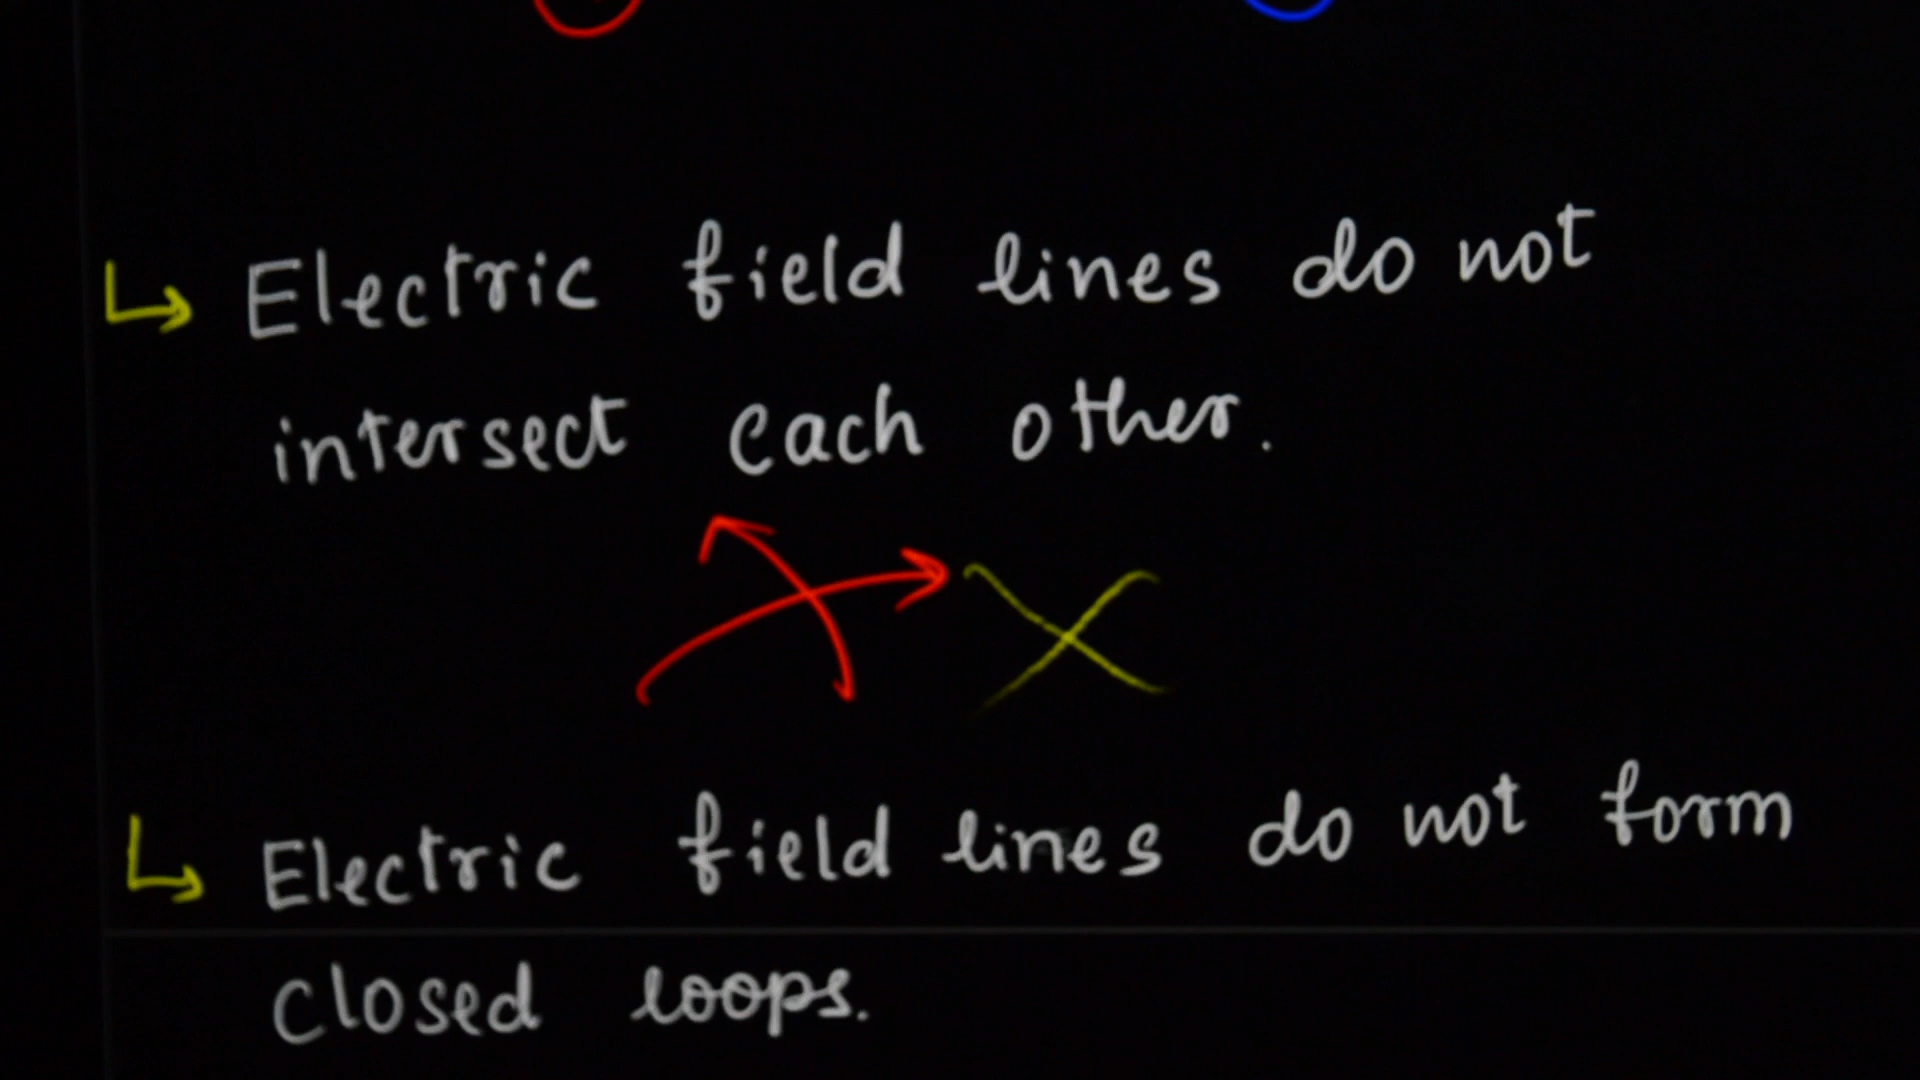 Electric field lines do not
intersect each other.
Electric field lines do not form
closed loops.